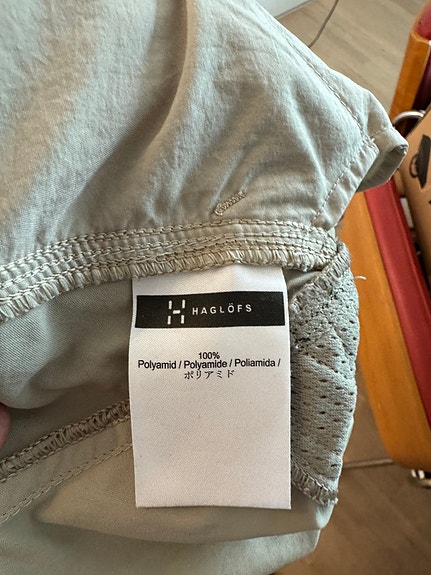 HAGLÖFS
100%
Polyamid / Polyamide / Poliamida /
ポリアミド